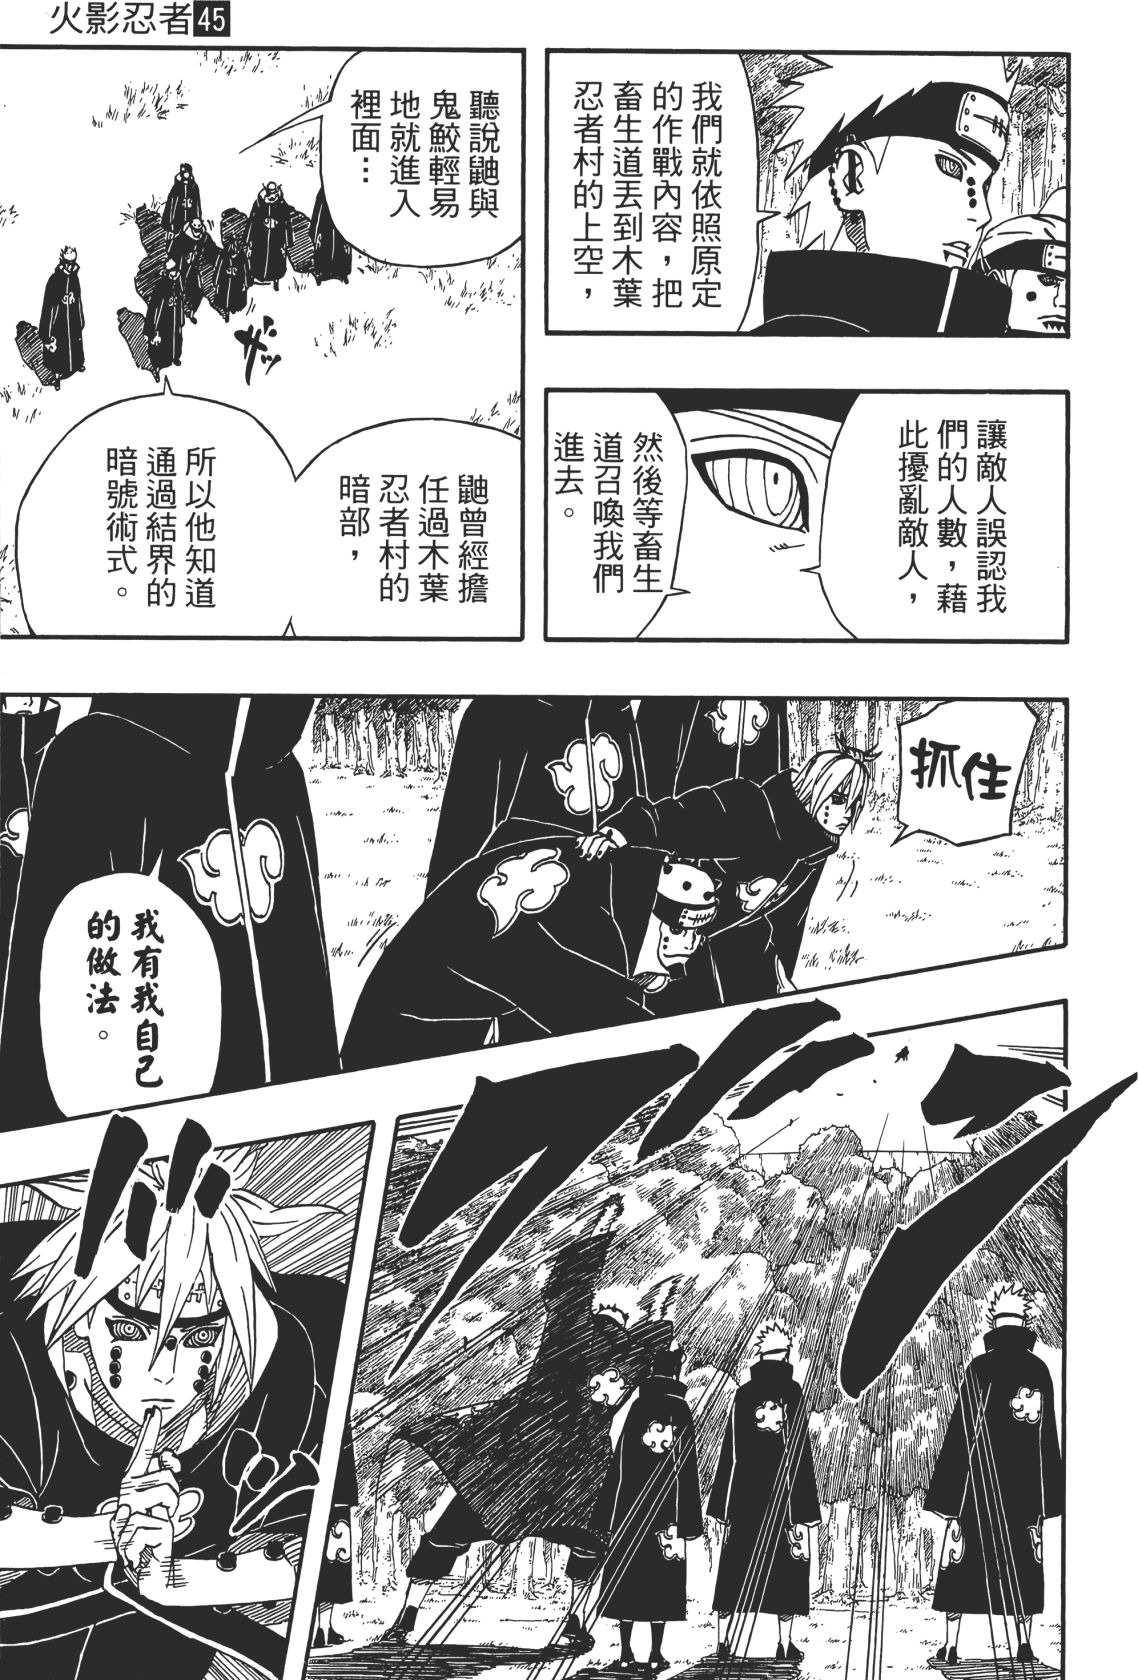 火影忍者45
我們就依照原定
的作戰內容，把
畜生道丟到木葉
忍者村的上空，
讓敵人誤認我
們的人數，藉
此擾亂敵人，
然後等畜生
道召喚我們
進去。
聽說鼬與
鬼鮫輕易
地就進入
裡面…
ザッ
鼬曾經擔
任過木葉
忍者村的
暗部，
所以他知道
通過結界的
暗號術式。
抓住
我有我自己
的做法。